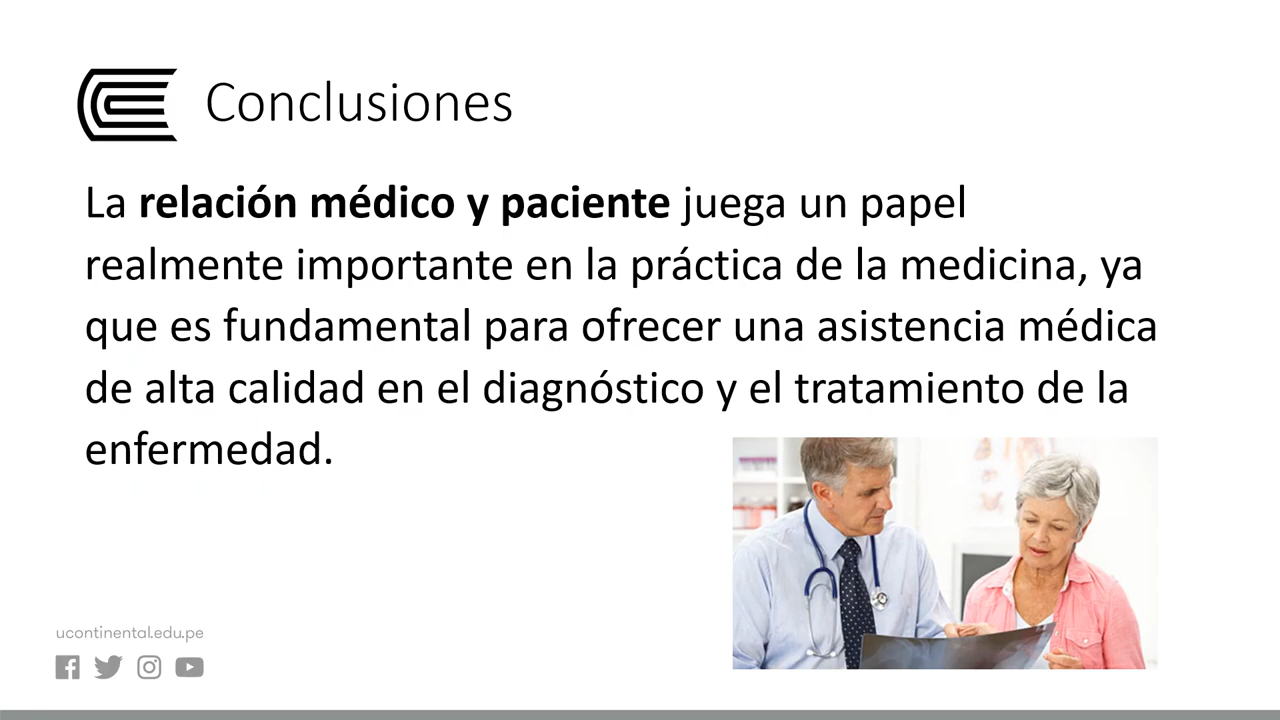 Conclusiones
La relación médico y paciente juega un papel
realmente importante en la práctica de la medicina, ya
que es fundamental para ofrecer una asistencia médica
de alta calidad en el diagnóstico y el tratamiento de la
enfermedad.
ucontinental.edu.pe